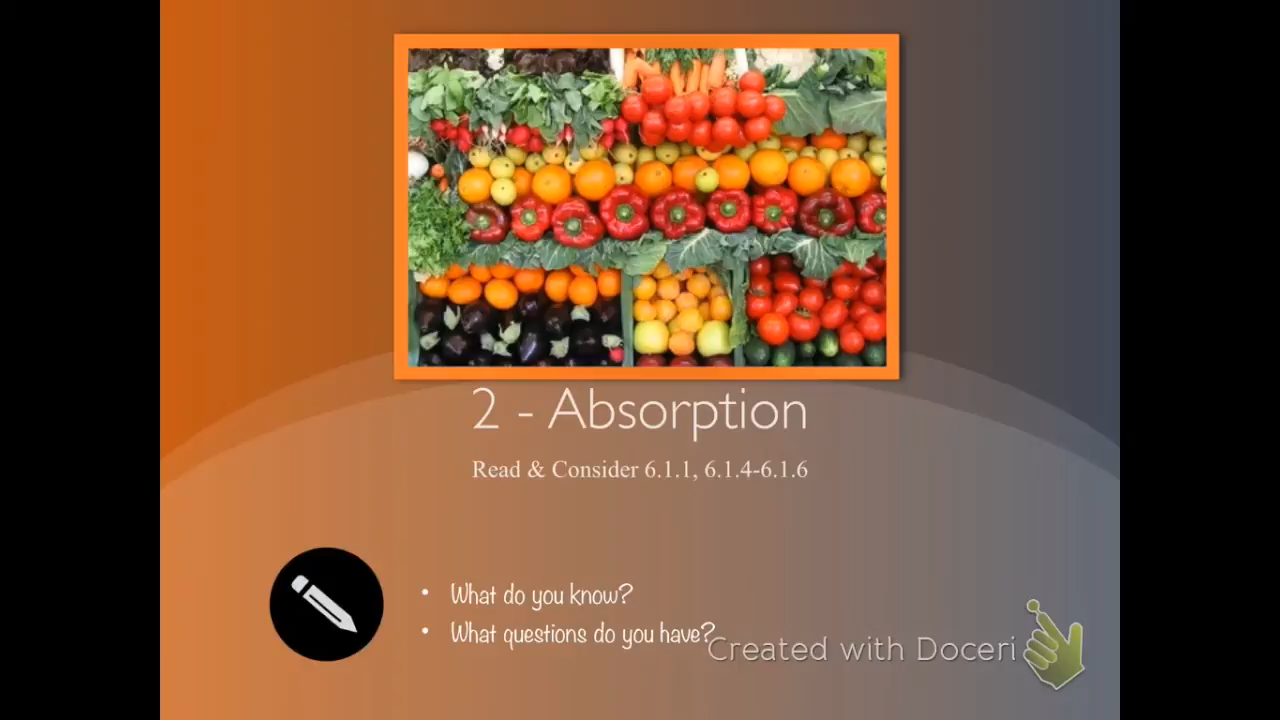 2 - Absorption
Read & Consider 6.1.1, 6.1.4-6.1.6
• What do you know?
• What questions do you have?
Created with Doceri